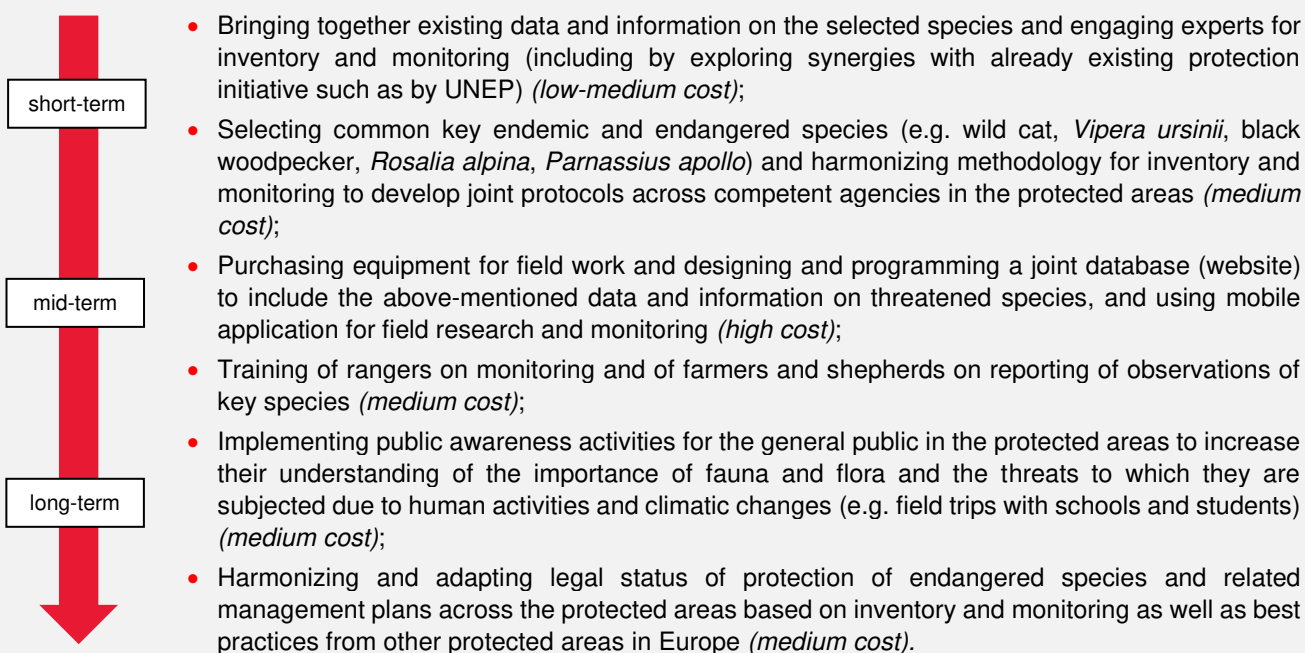 • Bringing together existing data and information on the selected species and engaging experts for
inventory and monitoring (including by exploring synergies with already existing protection
short-term
initiative such as by UNEP) (low-medium cost);
• Selecting common key endemic and endangered species (e.g. wild cat, Vipera ursinii, black
woodpecker, Rosalia alpina, Parnassius apollo) and harmonizing methodology for inventory and
monitoring to develop joint protocols across competent agencies in the protected areas (medium
cost);
• Purchasing equipment for field work and designing and programming a joint database (website)
mid-term
to include the above-mentioned data and information on threatened species, and using mobile
application for field research and monitoring (high cost);
• Training of rangers on monitoring and of farmers and shepherds on reporting of observations of
key species (medium cost);
• Implementing public awareness activities for the general public in the protected areas to increase
their understanding of the importance of fauna and flora and the threats to which they are
long-term
subjected due to human activities and climatic changes (e.g. field trips with schools and students)
(medium cost);
• Harmonizing and adapting legal status of protection of endangered species and related
management plans across the protected areas based on inventory and monitoring as well as best
practices from other protected areas in Europe (medium cost).